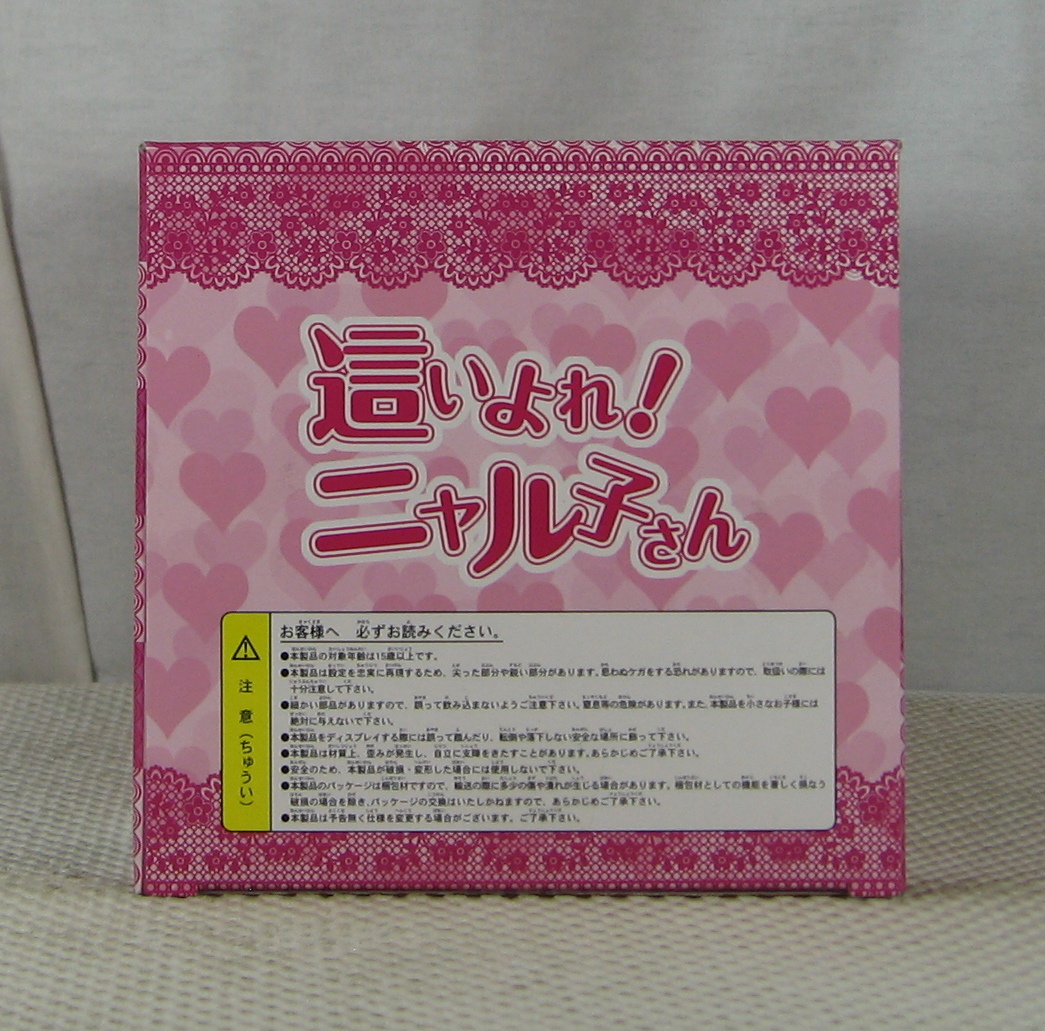 這いよれ!
ニャル子さん
注意(ちゅうい)
お客様へ 必ずお読みください。
●本製品の対象年齢は15歳以上です。
●本製品は設定を忠実に再現するため、尖った部分や鋭い部分があります。思わぬケガをする恐れがありますので、取扱いの際には
十分注意して下さい。
●細かい部品がありますので、誤って飲み込まないようご注意下さい。窒息等の危険があります。また、本製品を小さなお子様には
絶対に与えないで下さい。
●本製品をディスプレイする際には誤って踏んだり、転倒や落下しない安全な場所に飾って下さい。
●本製品は材質上、歪みが発生し、自立に支障をきたすことがあります。あらかじめご了承下さい。
●安全のため、本製品が破損・変形した場合には使用しないで下さい。
●本製品のパッケージは梱包材ですので、輸送の際に多少の傷や潰れが生じる場合があります。梱包材としての機能を著しく損なう
破損の場合を除き、パッケージの交換はいたしかねますので、あらかじめご了承下さい。
●本製品は予告無く仕様を変更する場合がございます。ご了承下さい。